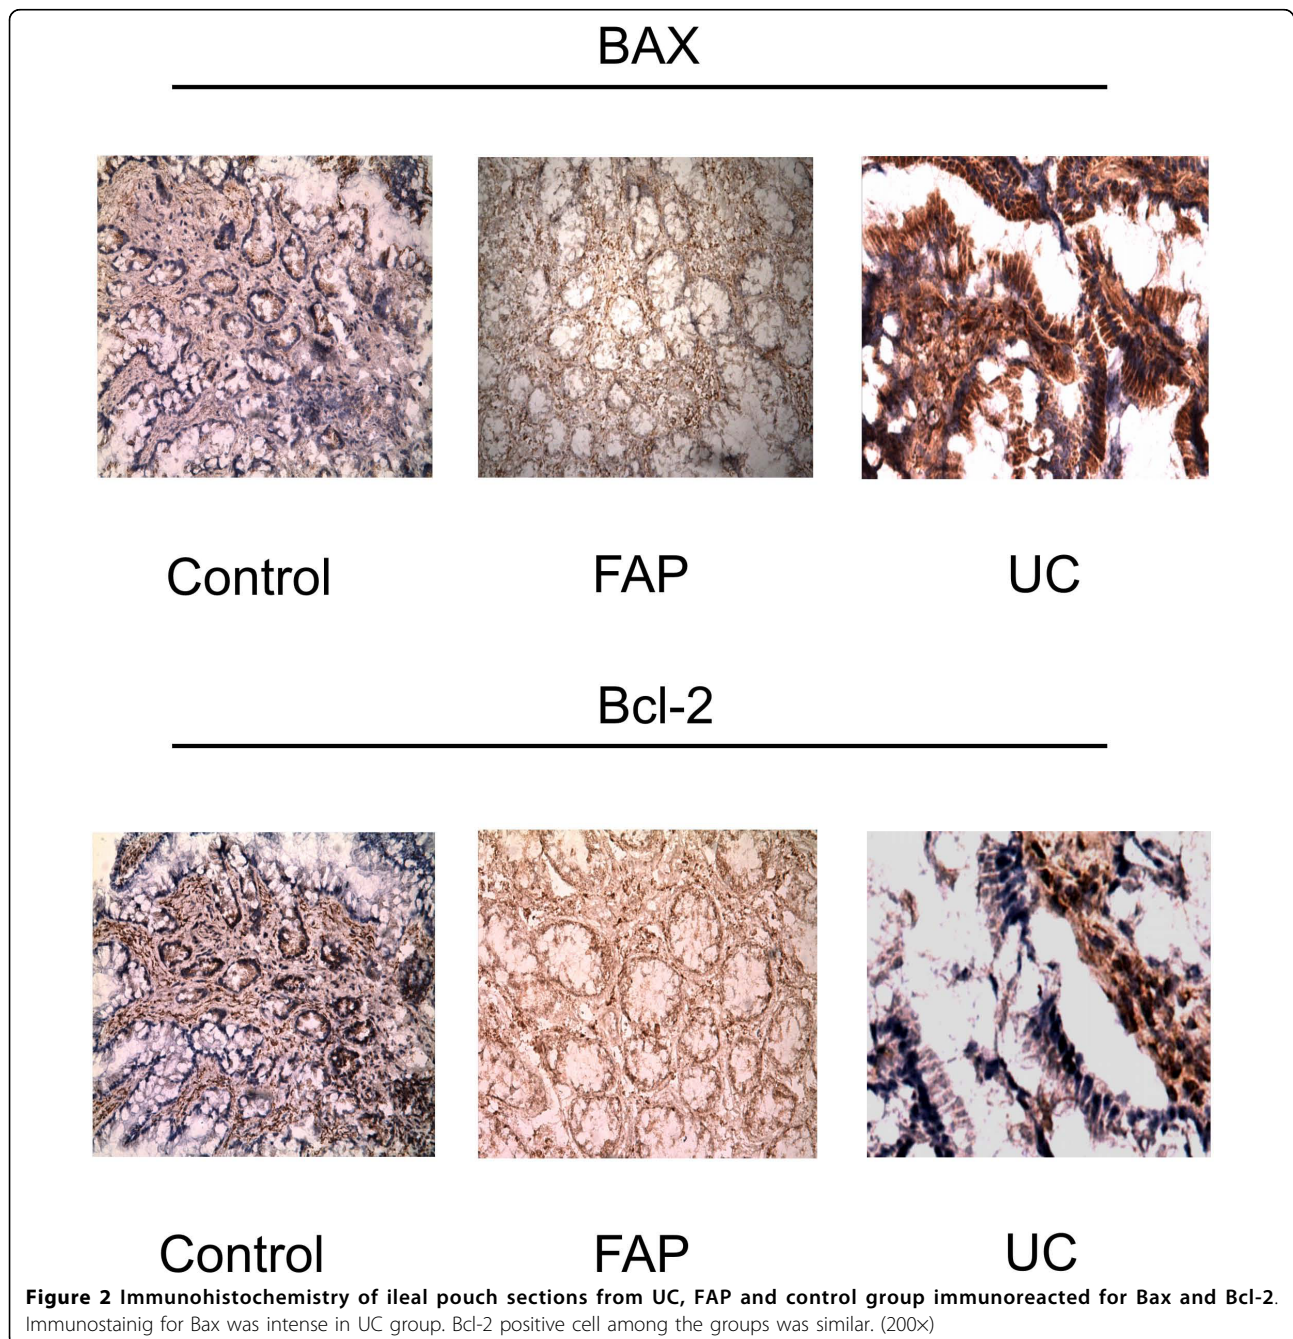 BAX
Control FAP UC
Bcl-2
Control FAP UC
Figure 2 Immunohistochemistry of ileal pouch sections from UC, FAP and control group immunoreacted for Bax and Bcl-2.
Immunostainig for Bax was intense in UC group. Bcl-2 positive cell among the groups was similar. (200×)